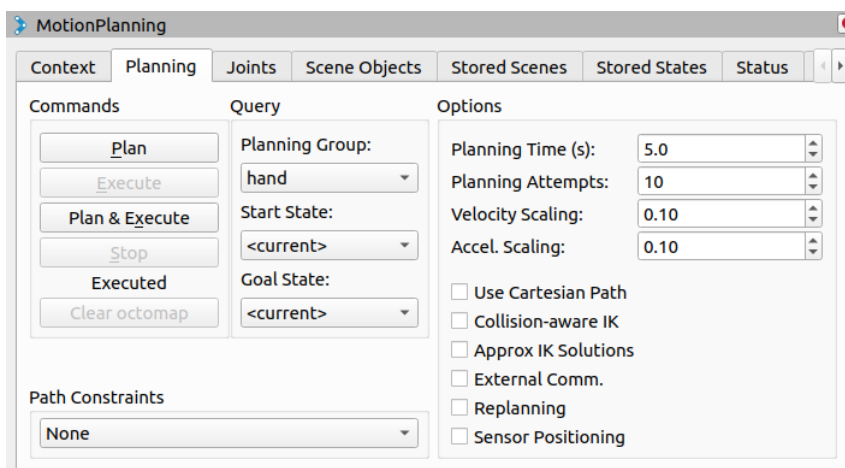 MotionPlanning
Context Planning Joints Scene Objects Stored Scenes Stored States Status
Commands
Plan
Execute
Plan & Execute
Stop
Executed
Clear octomap
Query
Planning Group:
hand
Start State:
<current>
Goal State:
<current>
Options
Planning Time (s): 5.0
Planning Attempts: 10
Velocity Scaling: 0.10
Accel. Scaling: 0.10
Use Cartesian Path
Collision-aware IK
Approx IK Solutions
External Comm.
Replanning
Sensor Positioning
Path Constraints
None